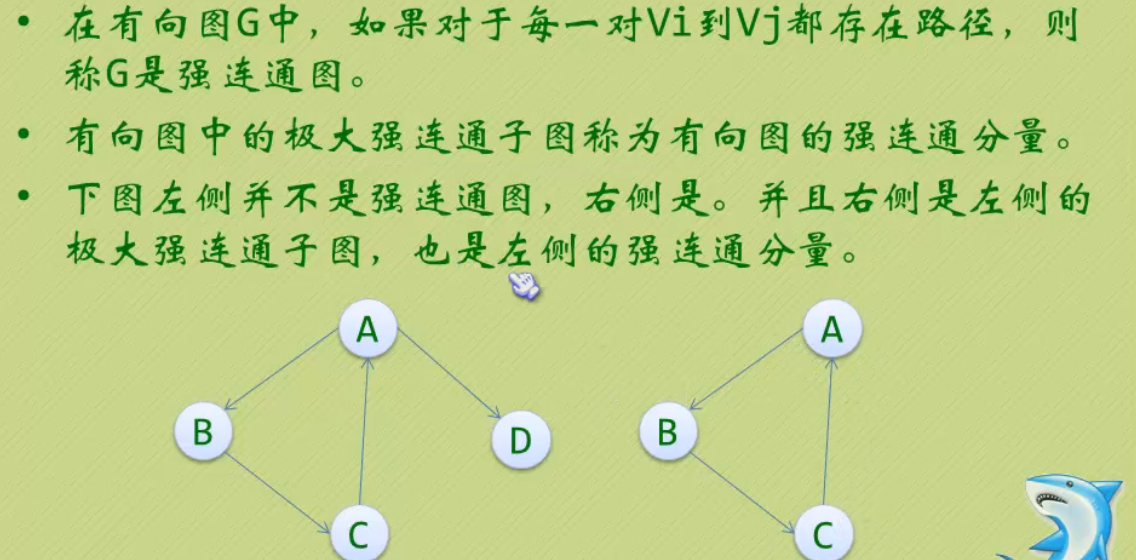 • 在有向图G中，如果对于每一对Vi到Vj都存在路径，则
称G是强连通图。
• 有向图中的极大强连通子图称为有向图的强连通分量。
• 下图左侧并不是强连通图，右侧是。并且右侧是左侧的
极大强连通子图，也是左侧的强连通分量。
A
B
D
C
A
B
C